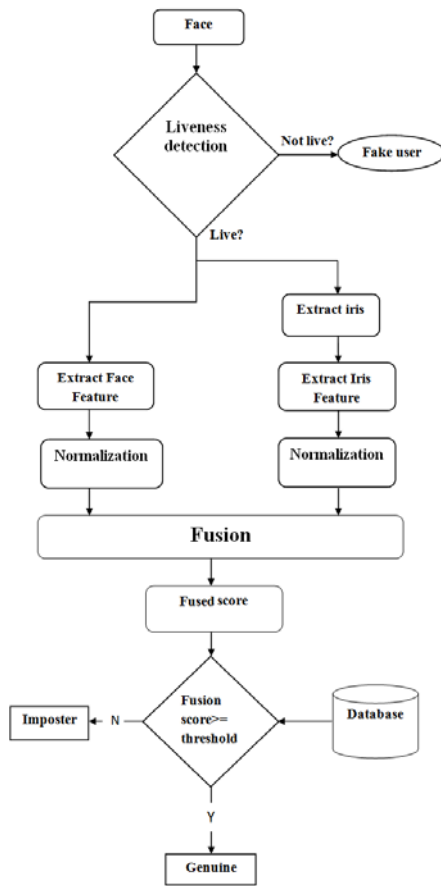 Face
Liveness
detection
Not live?
Fake user
Live?
Extract iris
Extract Face
Feature
Extract Iris
Feature
Normalization
Normalization
Fusion
Fused score
Fusion
score>=
threshold
Database
N
Imposter
Y
Genuine